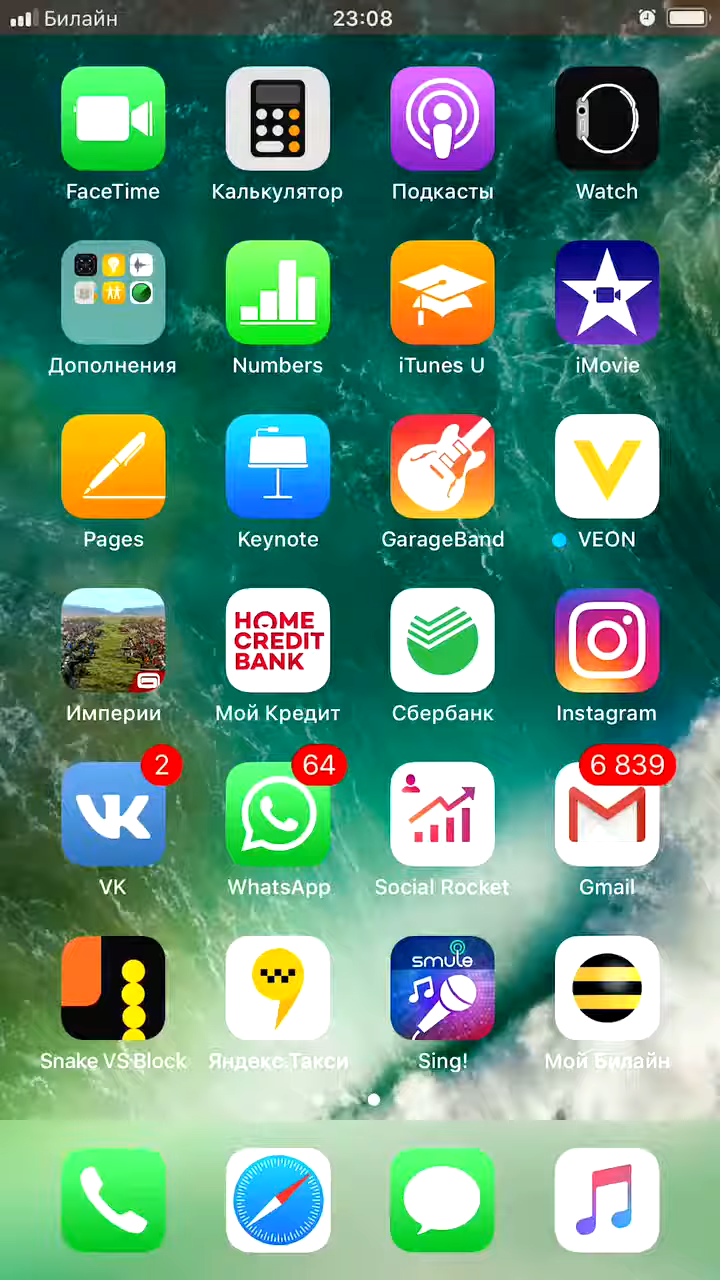 Билайн 23:08
FaceTime Калькулятор Подкасты Watch
Дополнения Numbers iTunes U iMovie
V
Pages Keynote GarageBand VEON
HOME
CREDIT
BANK
Империи Мой Кредит Сбербанк Instagram
2 64 6 839
VK WhatsApp Social Rocket Gmail
smule
Snake VS Block Яндекс.Такси Sing! Мой Билайн